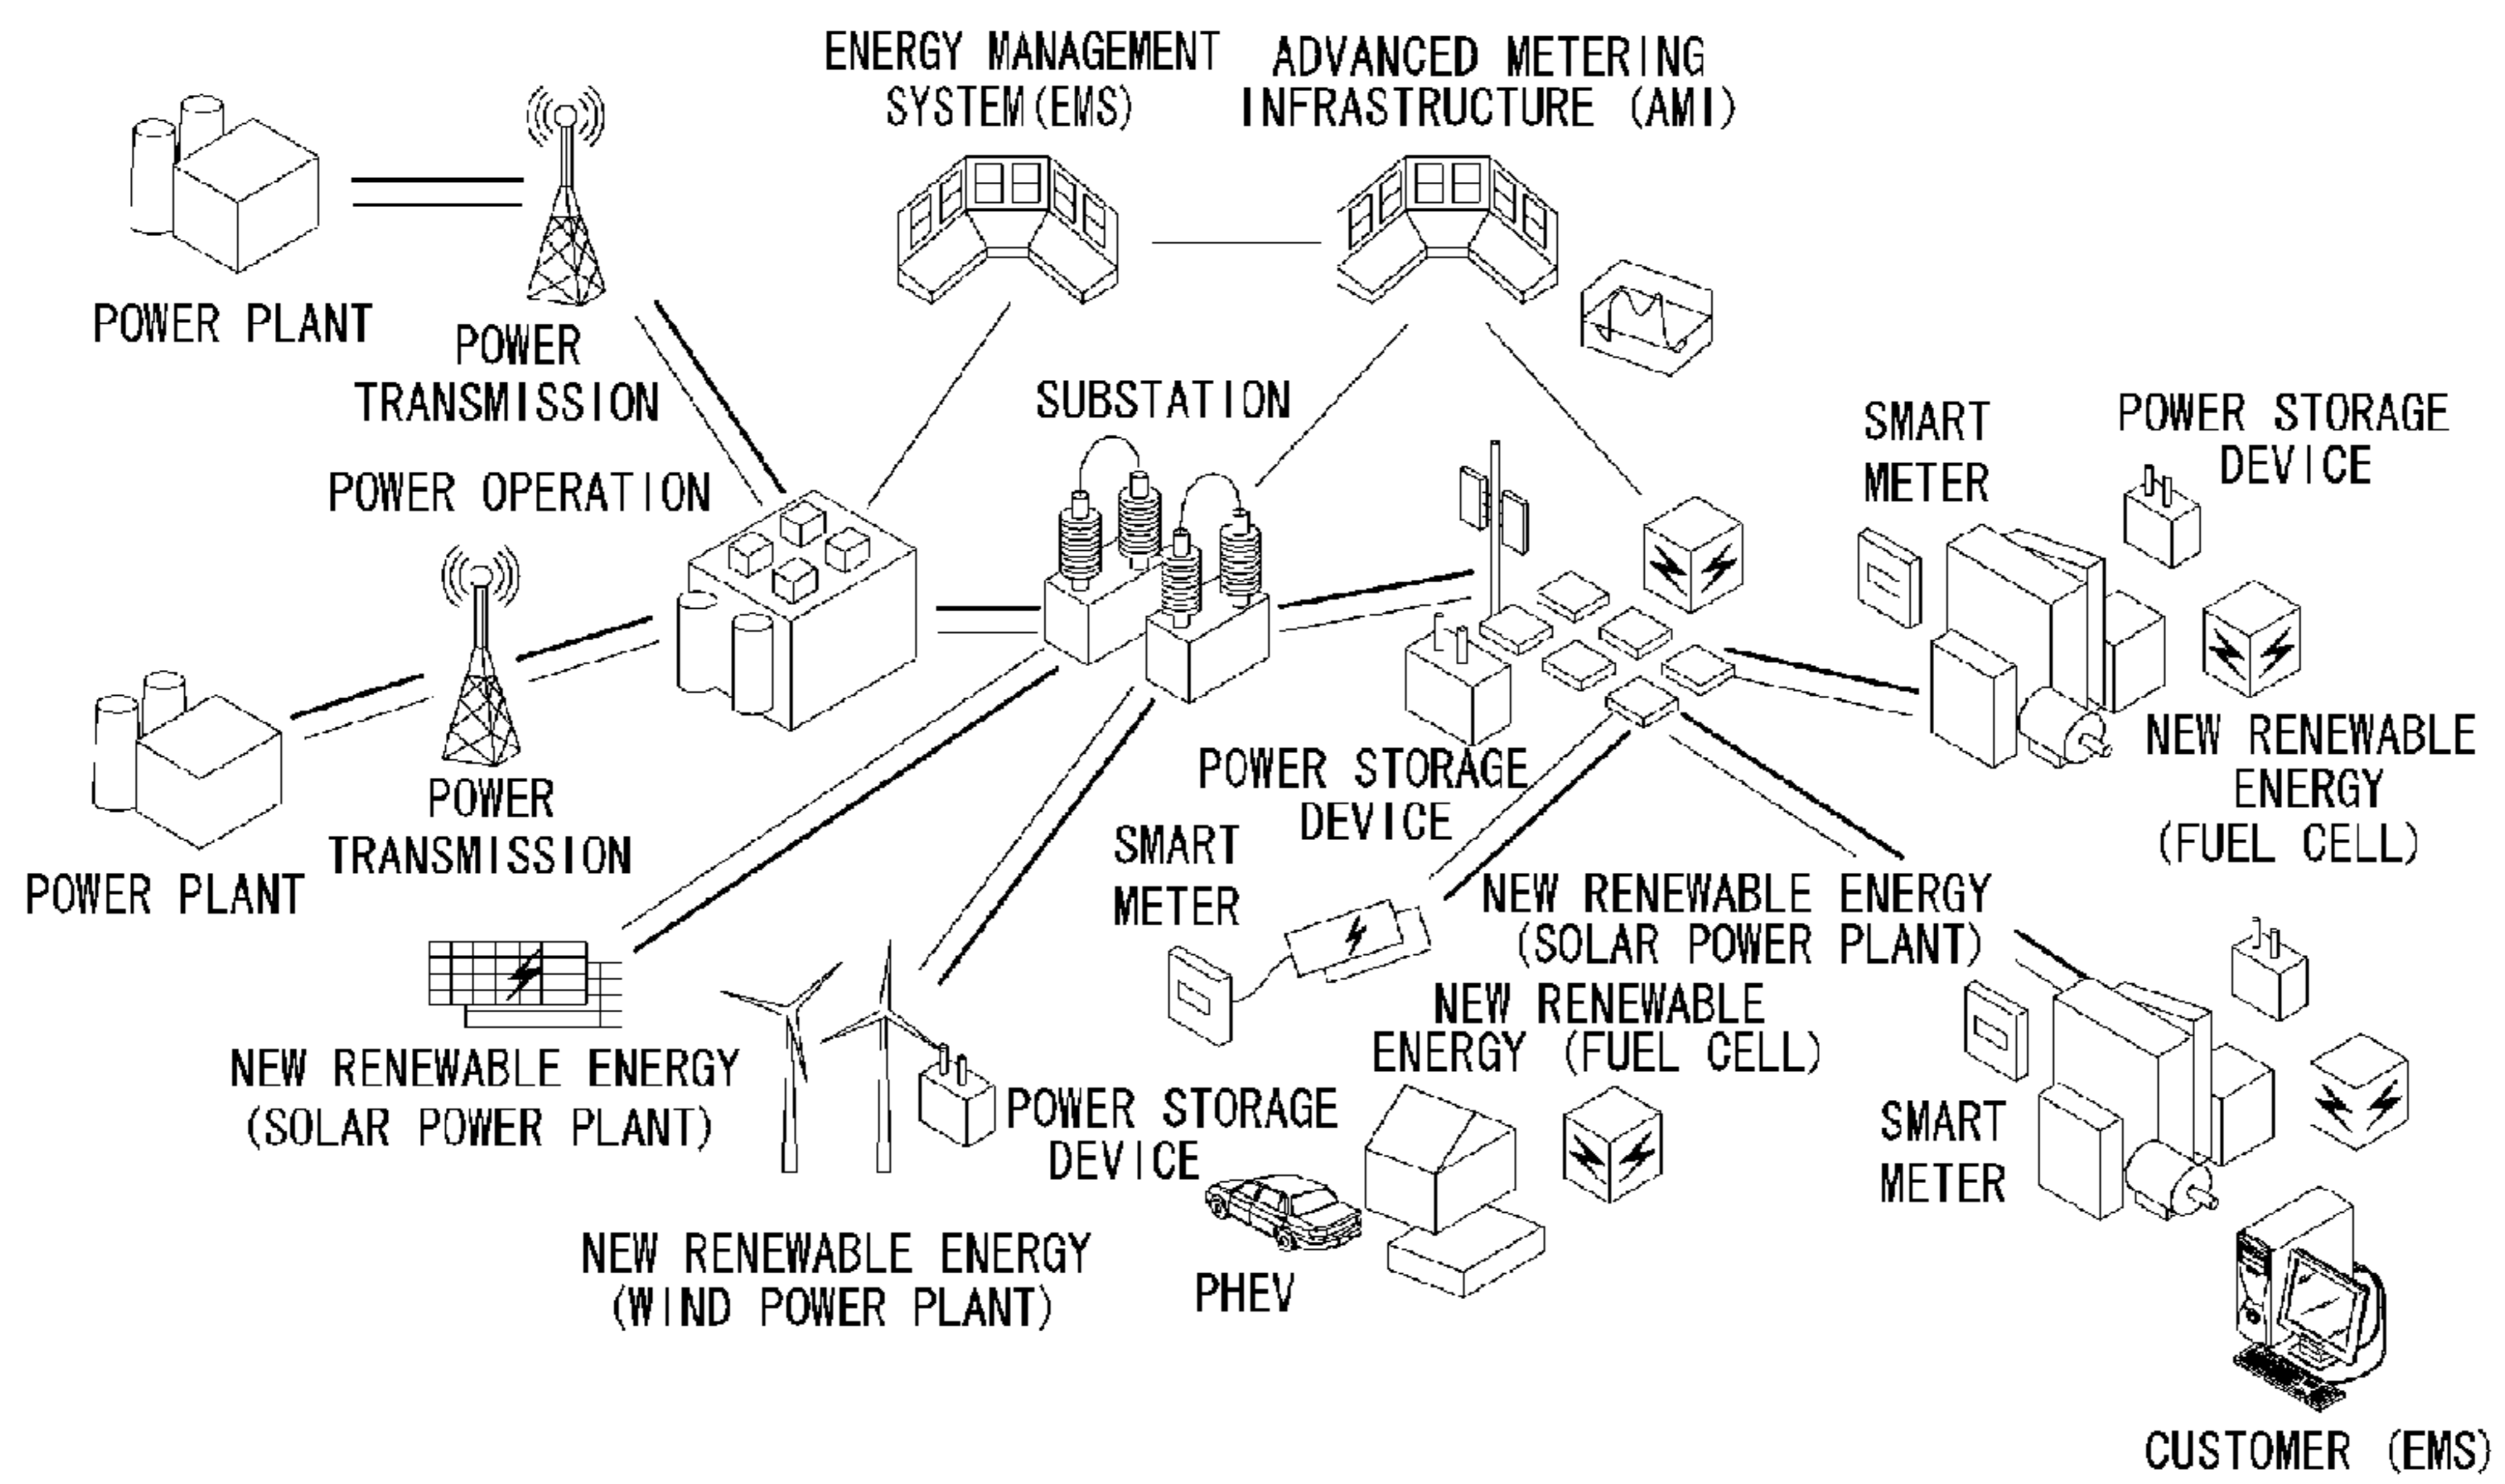 ENERGY MANAGEMENT
SYSTEM(EMS)
ADVANCED METERING
INFRASTRUCTURE (AMI)
POWER PLANT
POWER
TRANSMISSION
SUBSTATION
SMART
METER
POWER STORAGE
DEVICE
POWER OPERATION
NEW RENEWABLE
ENERGY
(FUEL CELL)
POWER STORAGE
DEVICE
POWER
TRANSMISSION
POWER PLANT
SMART
METER
NEW RENEWABLE ENERGY
(SOLAR POWER PLANT)
NEW RENEWABLE
ENERGY (FUEL CELL)
NEW RENEWABLE ENERGY
(SOLAR POWER PLANT)
POWER STORAGE
DEVICE
SMART
METER
NEW RENEWABLE ENERGY
(WIND POWER PLANT)
PHEV
CUSTOMER (EMS)